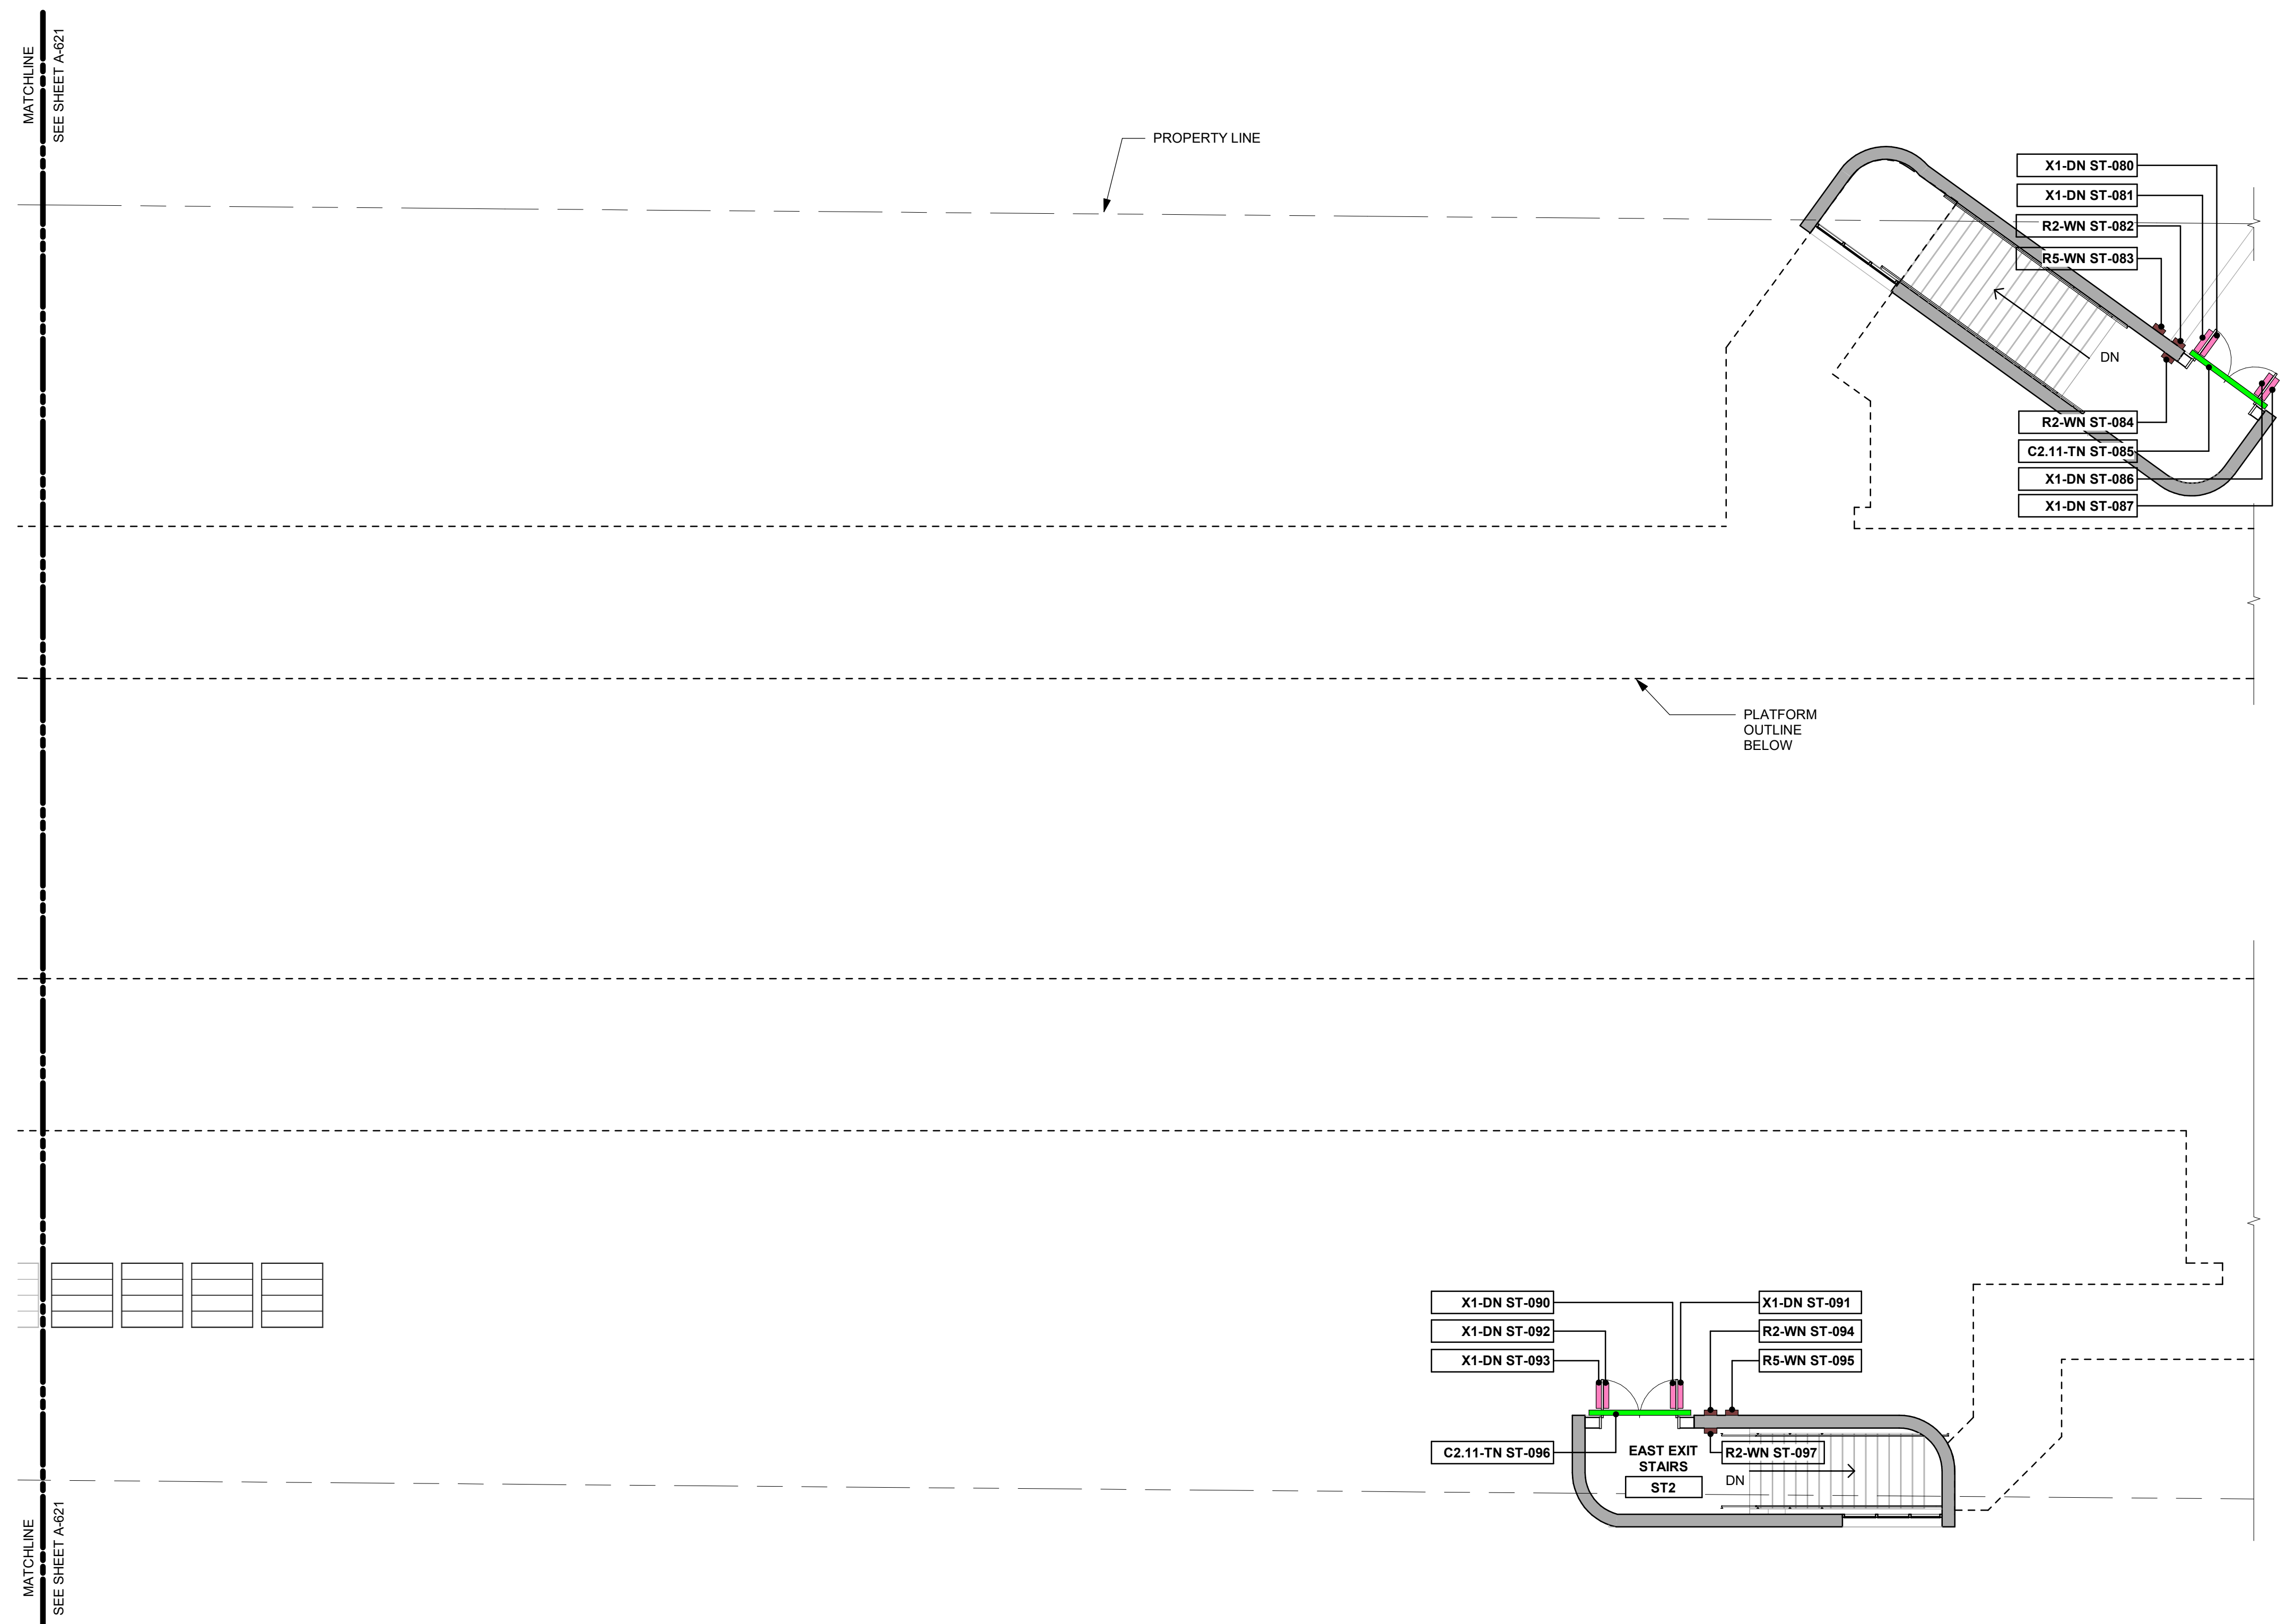 MATCHLINE
SEE SHEET A-621
PROPERTY LINE
X1-DN ST-080
X1-DN ST-081
R2-WN ST-082
R5-WN ST-083
DN
R2-WN ST-084
C2.11-TN ST-085
X1-DN ST-086
X1-DN ST-087
PLATFORM
OUTLINE
BELOW
X1-DN ST-090
X1-DN ST-091
X1-DN ST-092
R2-WN ST-094
X1-DN ST-093
R5-WN ST-095
C2.11-TN ST-096
EAST EXIT
STAIRS
ST2
R2-WN ST-097
DN
MATCHLINE
SEE SHEET A-621